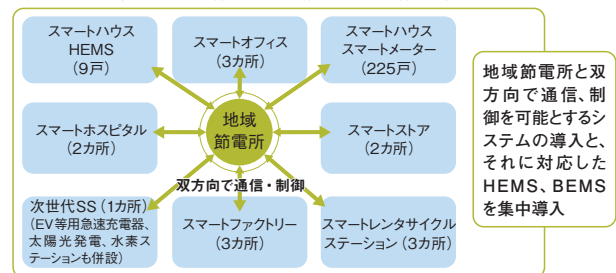 スマートハウス
HEMS
(9戸)
スマートオフィス
(3カ所)
スマートハウス
スマートメーター
(225戸)
スマートホスピタル
(2カ所)
地域
節電所
スマートストア
(2カ所)
双方向で通信・制御
次世代SS(1カ所)
(EV等用急速充電器、
太陽光発電、水素ス
テーションも併設)
スマートファクトリー
(3カ所)
スマートレンタサイクル
ステーション(3カ所)
地域節電所と双
方向で通信、制
御を可能とするシ
ステムの導入と、
それに対応した
HEMS、BEMS
を集中導入